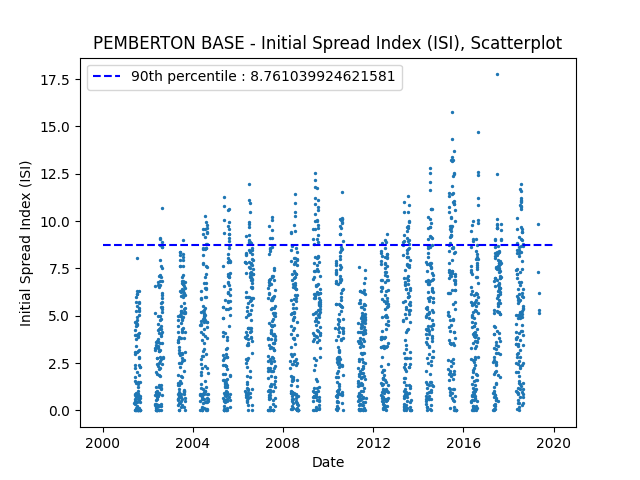 PEMBERTON BASE - Initial Spread Index (ISI), Scatterplot
90th percentile : 8.761039924621581
17.5
15.0
12.5
10.0
7.5
5.0
2.5
0.0
Initial Spread Index (ISI)
2000 2004 2008 2012 2016 2020
Date